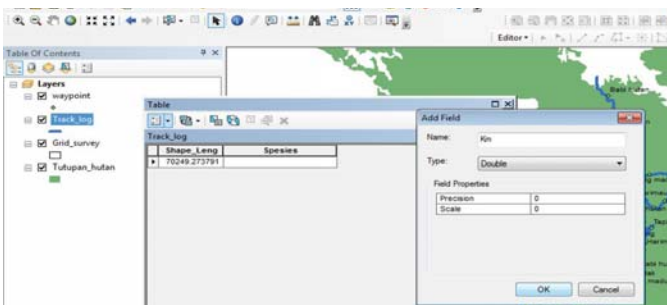 Editor
Table Of Contents
Layers
waypoint
Track_log
Grid_survey
Tutupan_hutan
Table
Track_log
Shape_Leng Spesies
70249.273791
Add Field
Name: Km
Type: Double
Field Properties
Precision 0
Scale 0
OK Cancel